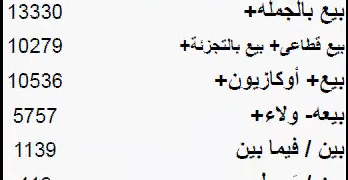 بيع بالجمله+ 13330
بيع قطاعى+ بيع بالتجزئة+ 10279
بيع+ أوكازيون+ 10536
بيعه- ولاء+ 5757
بين / فيما بين 1139